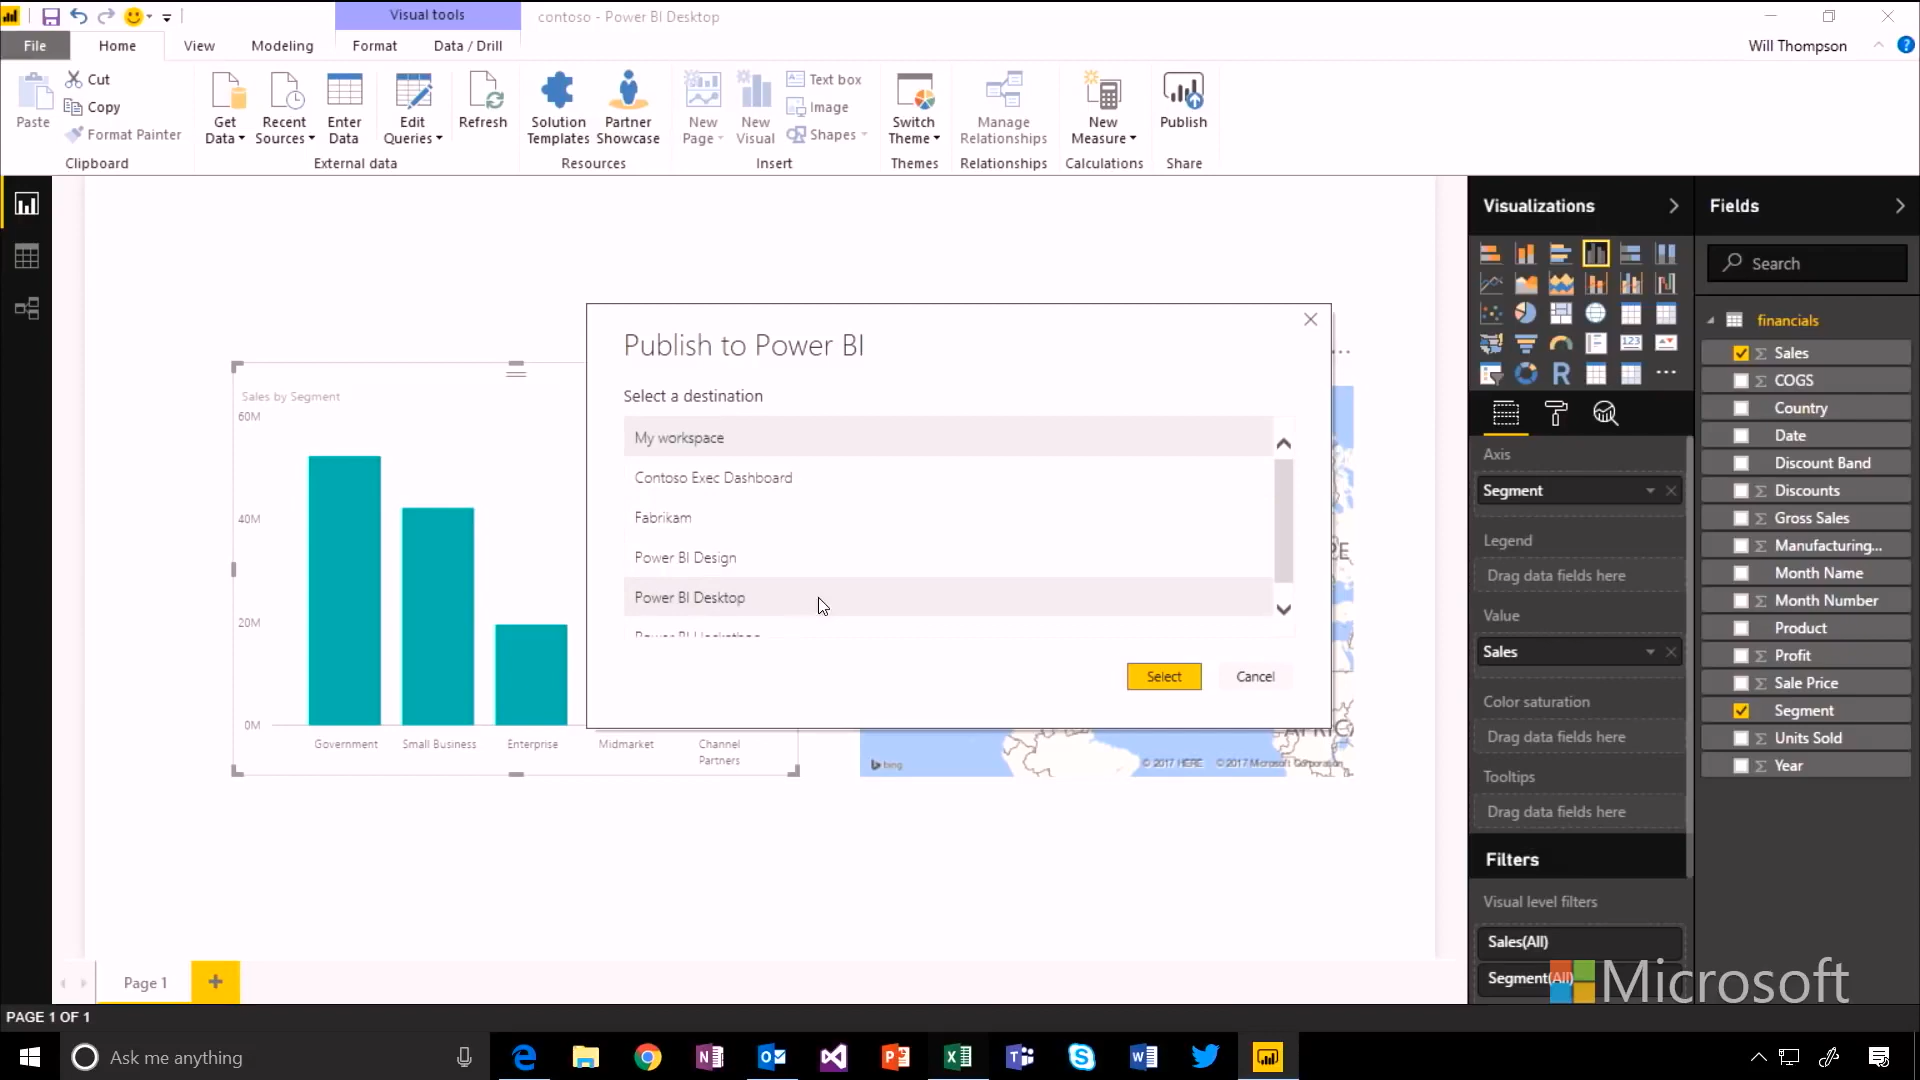 Visual tools
contoso - Power BI Desktop
File
Home
View
Modeling
Format
Data / Drill
Will Thompson
?
Paste
Cut
Copy
Format Painter
Clipboard
Get Data
Recent Sources
Enter Data
Edit Queries
Refresh
External data
Solution Templates
Partner Showcase
Resources
New Page
New Visual
Text box
Image
Shapes
Insert
Switch Theme
Themes
Manage Relationships
Relationships
New Measure
Calculations
Publish
Share
Sales by Segment
60M
40M
20M
0M
Government
Small Business
Enterprise
Midmarket
Channel
Partners
Publish to Power BI
Select a destination
My workspace
Contoso Exec Dashboard
Fabrikam
Power BI Design
Power BI Desktop
Select
Cancel
bing
© 2017 HERE
© 2017 Microsoft Corporation
Visualizations
R
123
Axis
Segment
Legend
Drag data fields here
Value
Sales
Color saturation
Drag data fields here
Tooltips
Drag data fields here
Filters
Visual level filters
Sales(All)
Segment(All)
Fields
Search
financials
Sales
COGS
Country
Date
Discount Band
Discounts
Gross Sales
Manufacturing...
Month Name
Month Number
Product
Profit
Sale Price
Segment
Units Sold
Year
Microsoft
Page 1
PAGE 1 OF 1
Ask me anything